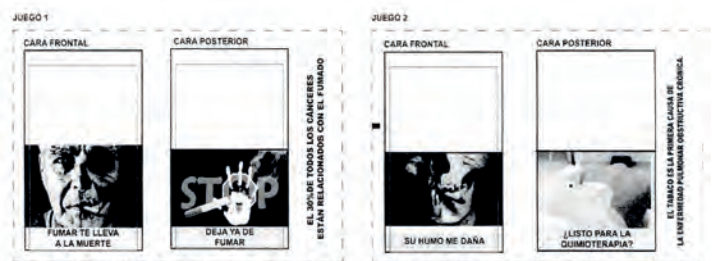 JUEGO 1
CARA FRONTAL
CARA POSTERIOR
FUMAR TE LLEVA
A LA MUERTE
STOP
DEJA YA DE
FUMAR
EL 30%DE TODOS LOS CÁNCERES
ESTÁN RELACIONADOS CON EL FUMADO
JUEGO 2
CARA FRONTAL
CARA POSTERIOR
SU HUMO ME DAÑA
¿LISTO PARA LA
QUIMIOTERAPIA?
EL TABACO ES LA PRIMERA CAUSA DE
LA ENFERMEDAD PULMONAR OBSTRUCTIVA CRÓNICA.